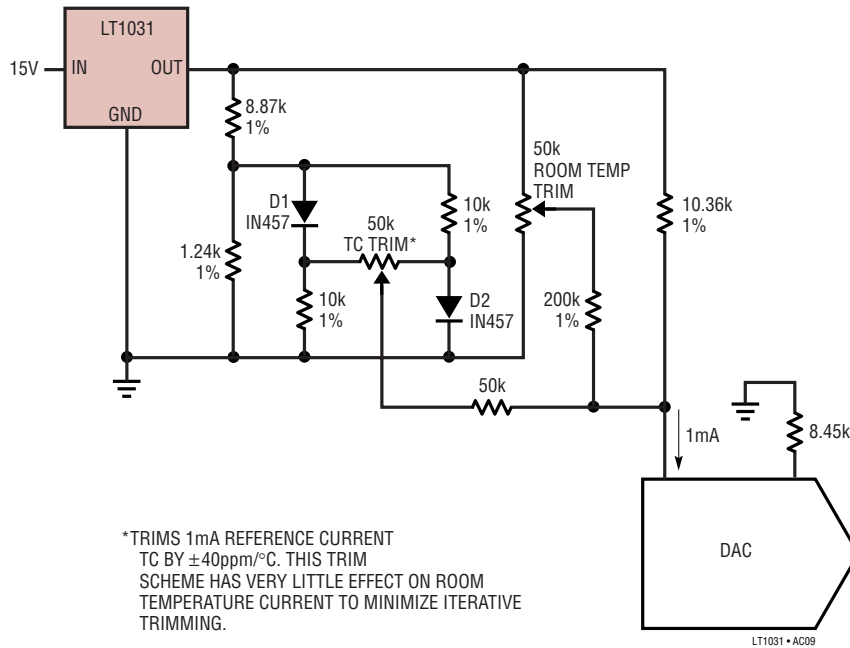 LT1031
15V
IN
OUT
GND
8.87k
1%
50k
ROOM TEMP
TRIM
D1
IN457
50k
TC TRIM*
10k
1%
10.36k
1%
1.24k
1%
10k
1%
D2
IN457
200k
1%
50k
1mA
8.45k
DAC
*TRIMS 1mA REFERENCE CURRENT
TC BY ±40ppm/°C. THIS TRIM
SCHEME HAS VERY LITTLE EFFECT ON ROOM
TEMPERATURE CURRENT TO MINIMIZE ITERATIVE
TRIMMING.
LT1031 • AC09